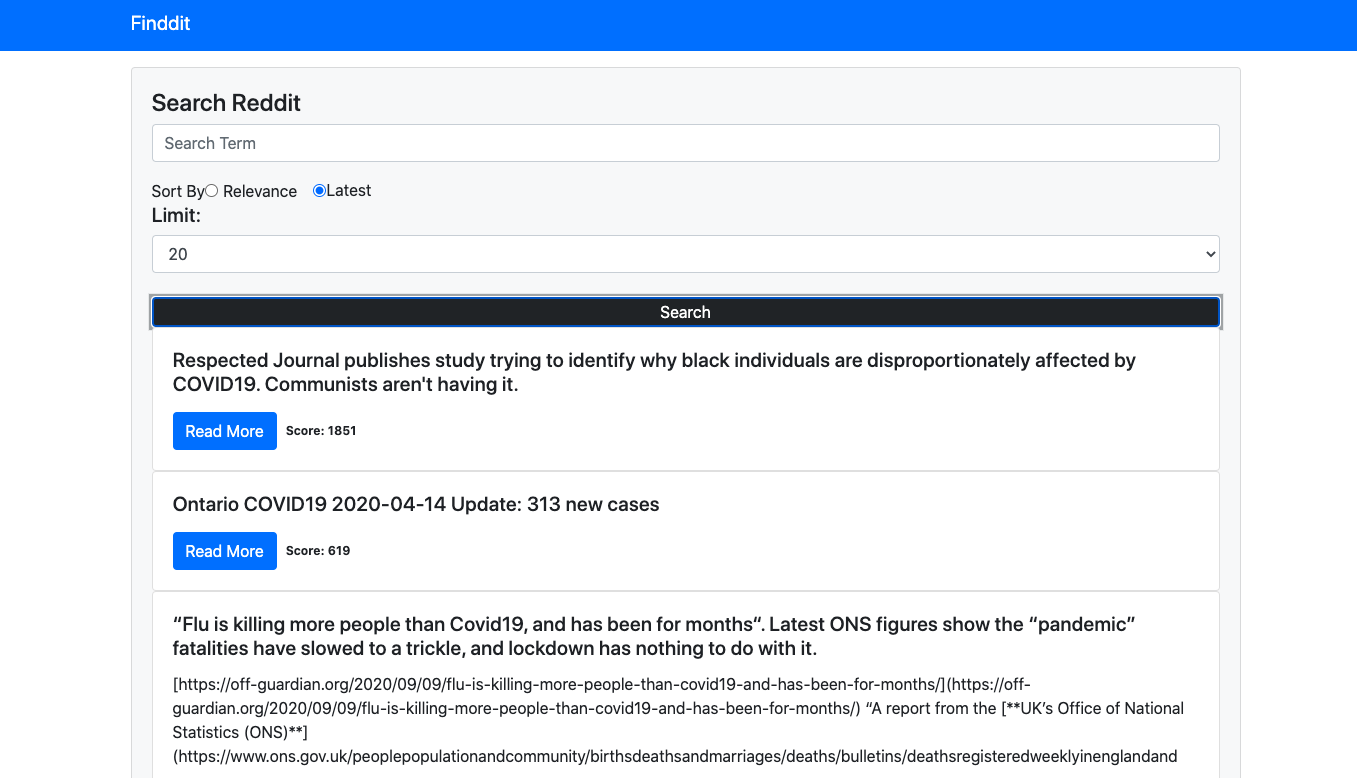 Finddit
Search Reddit
Search Term
Sort By Relevance Latest
Limit:
20
Search
Respected Journal publishes study trying to identify why black individuals are disproportionately affected by
COVID19. Communists aren't having it.
Read More Score: 1851
Ontario COVID19 2020-04-14 Update: 313 new cases
Read More Score: 619
“Flu is killing more people than Covid19, and has been for months“. Latest ONS figures show the “pandemic”
fatalities have slowed to a trickle, and lockdown has nothing to do with it.
[https://off-guardian.org/2020/09/09/flu-is-killing-more-people-than-covid19-and-has-been-for-months/](https://off-
guardian.org/2020/09/09/flu-is-killing-more-people-than-covid19-and-has-been-for-months/) “A report from the [**UK’s Office of National
Statistics (ONS)**]
(https://www.ons.gov.uk/peoplepopulationandcommunity/birthsdeathsandmarriages/deaths/bulletins/deathsregisteredweeklyinenglandand